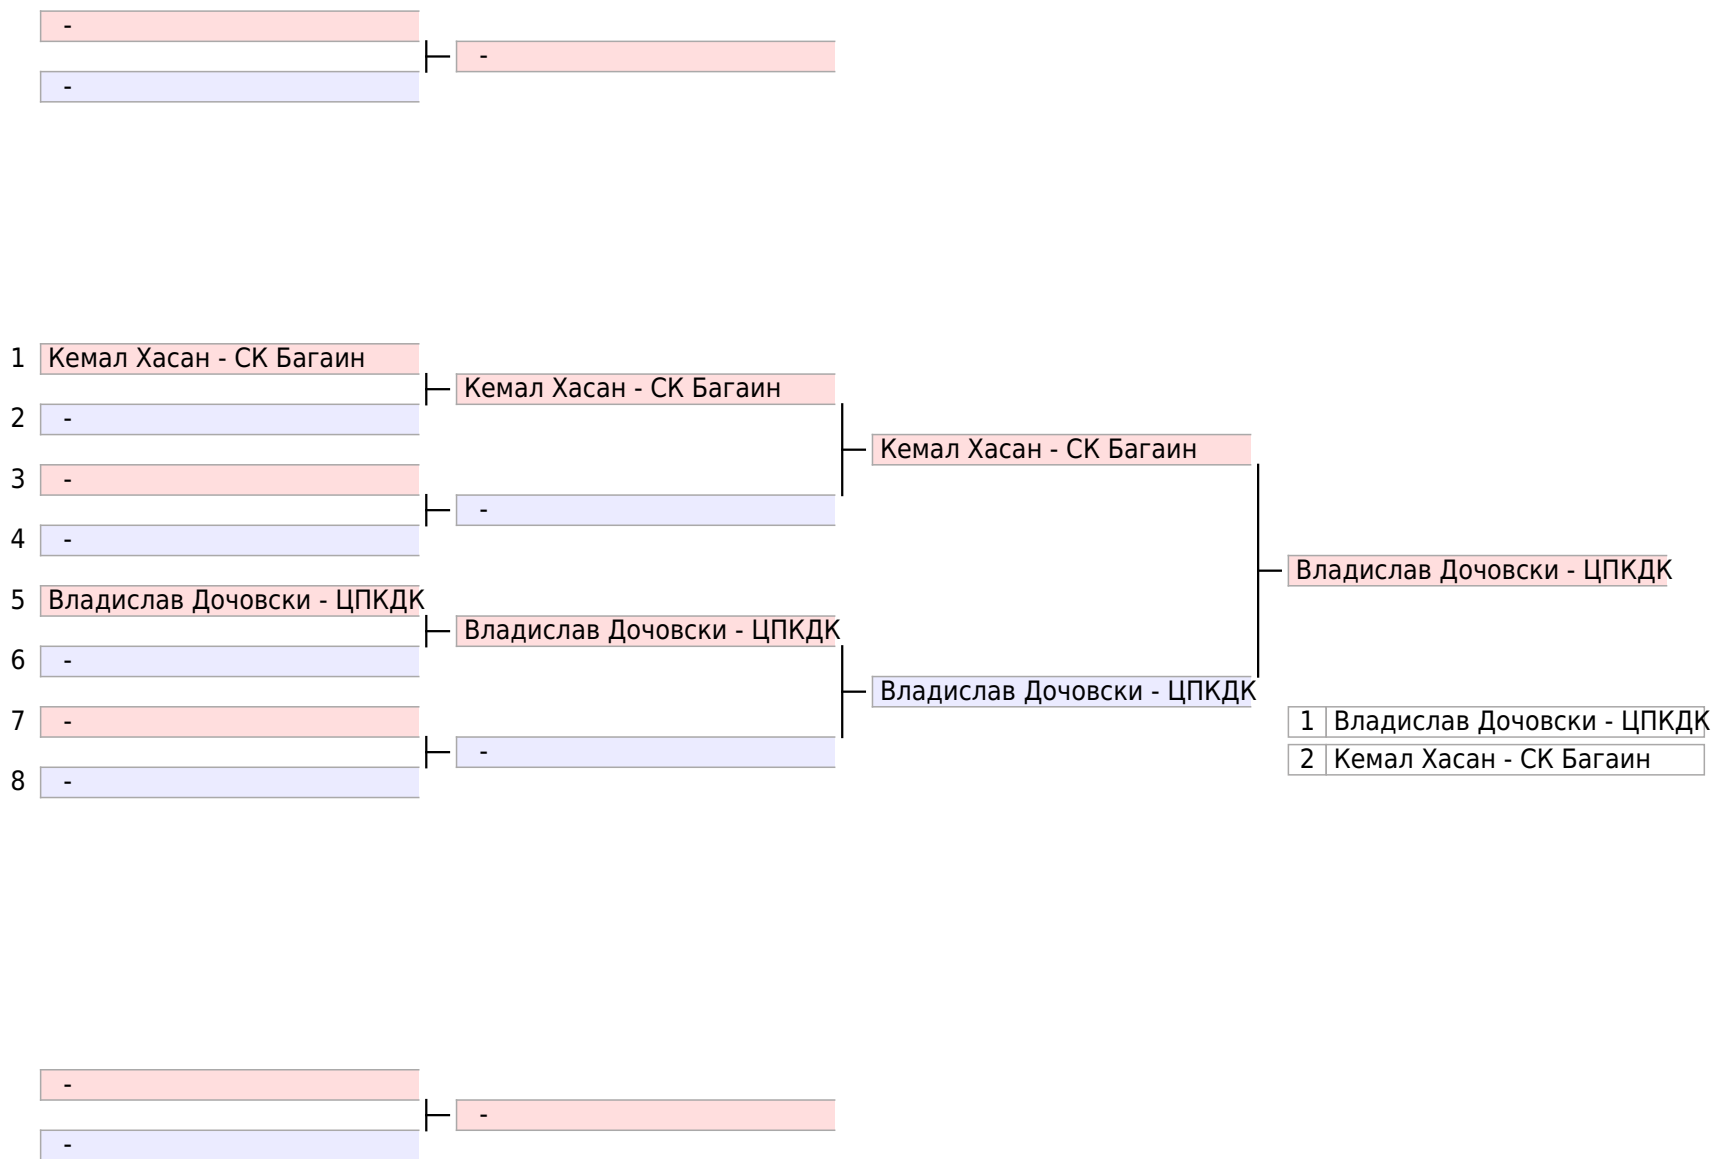 -
-
-
1 Кемал Хасан - СК Багаин
Кемал Хасан - СК Багаин
2 -
Кемал Хасан - СК Багаин
3 -
-
4 -
Владислав Дочовски - ЦПКДК
5 Владислав Дочовски - ЦПКДК
Владислав Дочовски - ЦПКДК
6 -
Владислав Дочовски - ЦПКДК
7 -
1 Владислав Дочовски - ЦПКДК
-
2 Кемал Хасан - СК Багаин
8 -
-
-
-